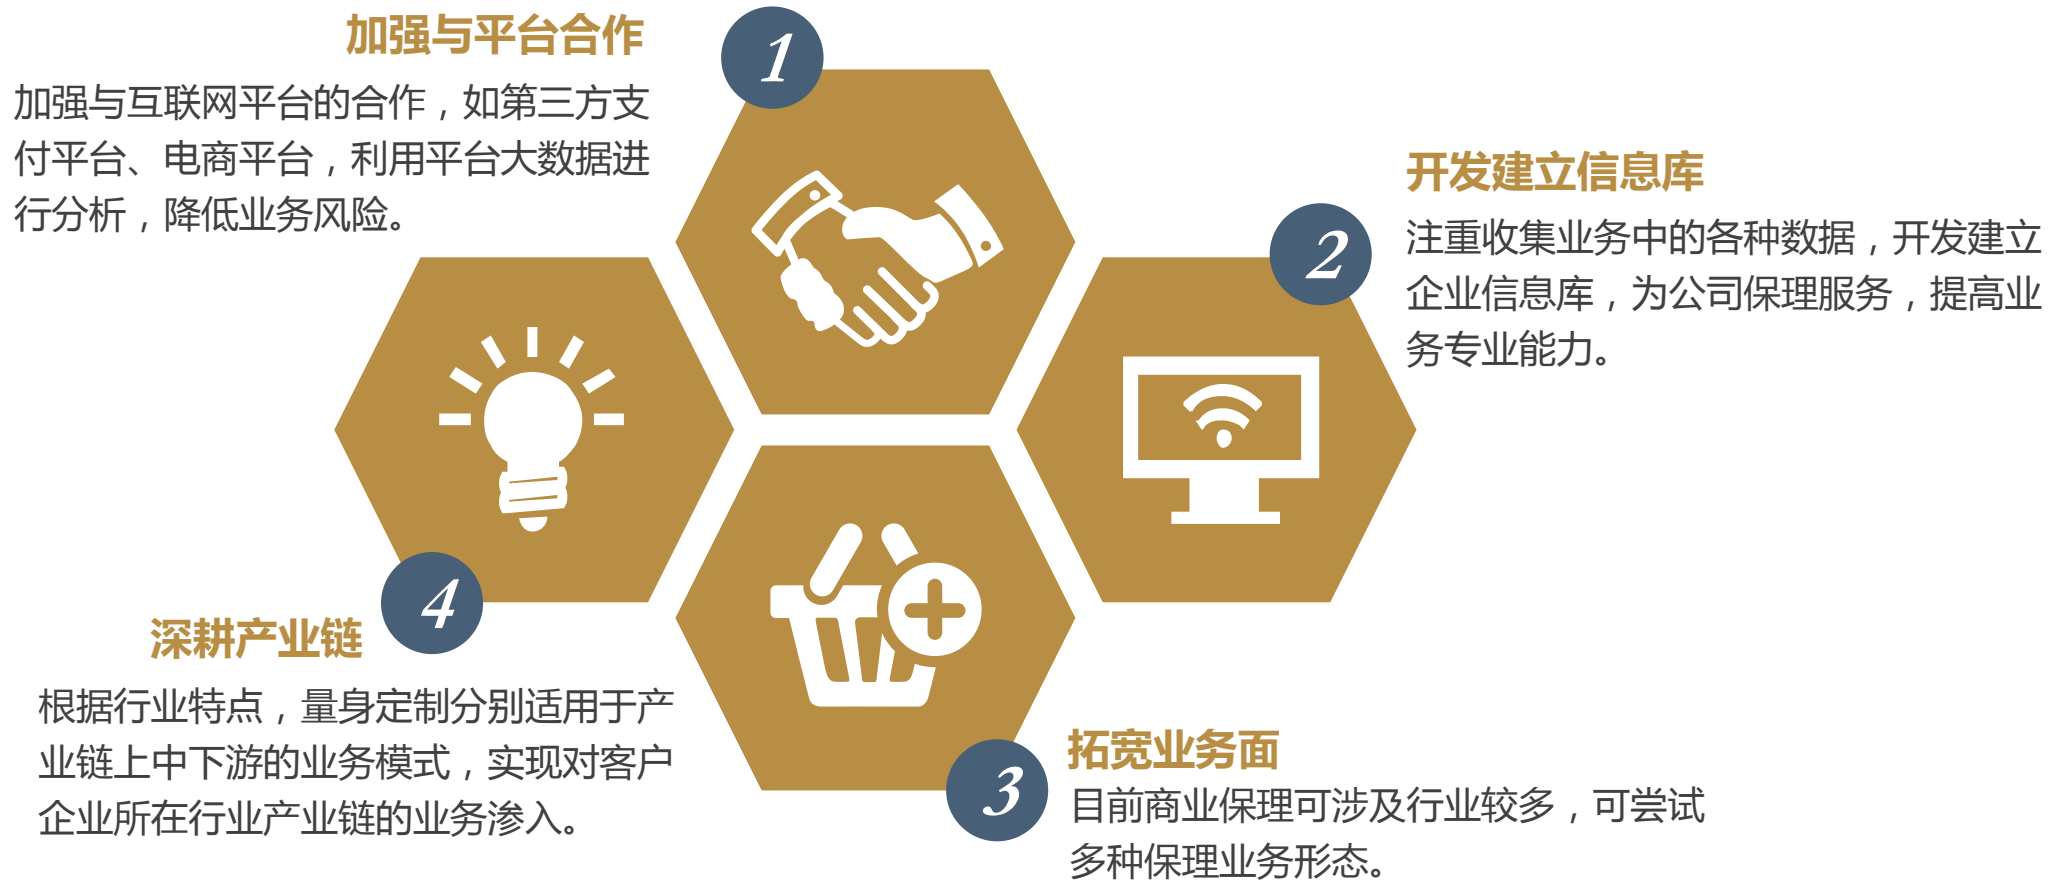 1
加强与平台合作
加强与互联网平台的合作，如第三方支
付平台、电商平台，利用平台大数据进
行分析，降低业务风险。
2
开发建立信息库
注重收集业务中的各种数据，开发建立
企业信息库，为公司保理服务，提高业
务专业能力。
3
拓宽业务面
目前商业保理可涉及行业较多，可尝试
多种保理业务形态。
4
深耕产业链
根据行业特点，量身定制分别适用于产
业链上中下游的业务模式，实现对客户
企业所在行业产业链的业务渗入。